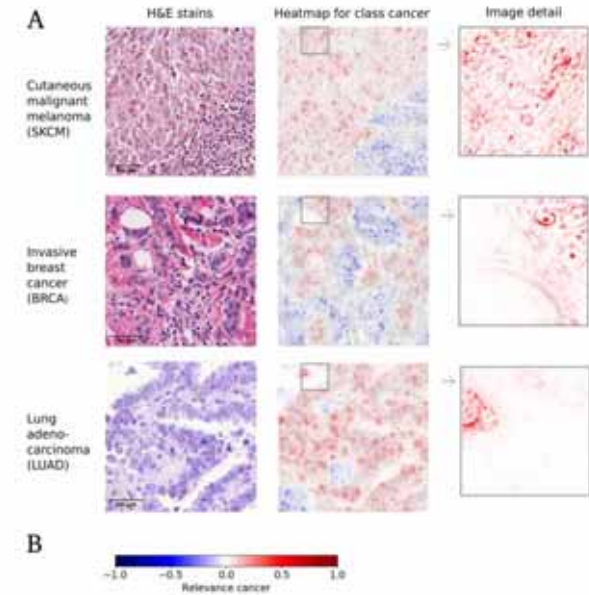 A
H&E stains
Heatmap for class cancer
Image detail
Cutaneous
malignant
melanoma
(SKCM)
Invasive
breast
cancer
(BRCA)
Lung
adeno-
carcinoma
(LUAD)
B
−1.0 −0.5 0.0 0.5 1.0
Relevance cancer